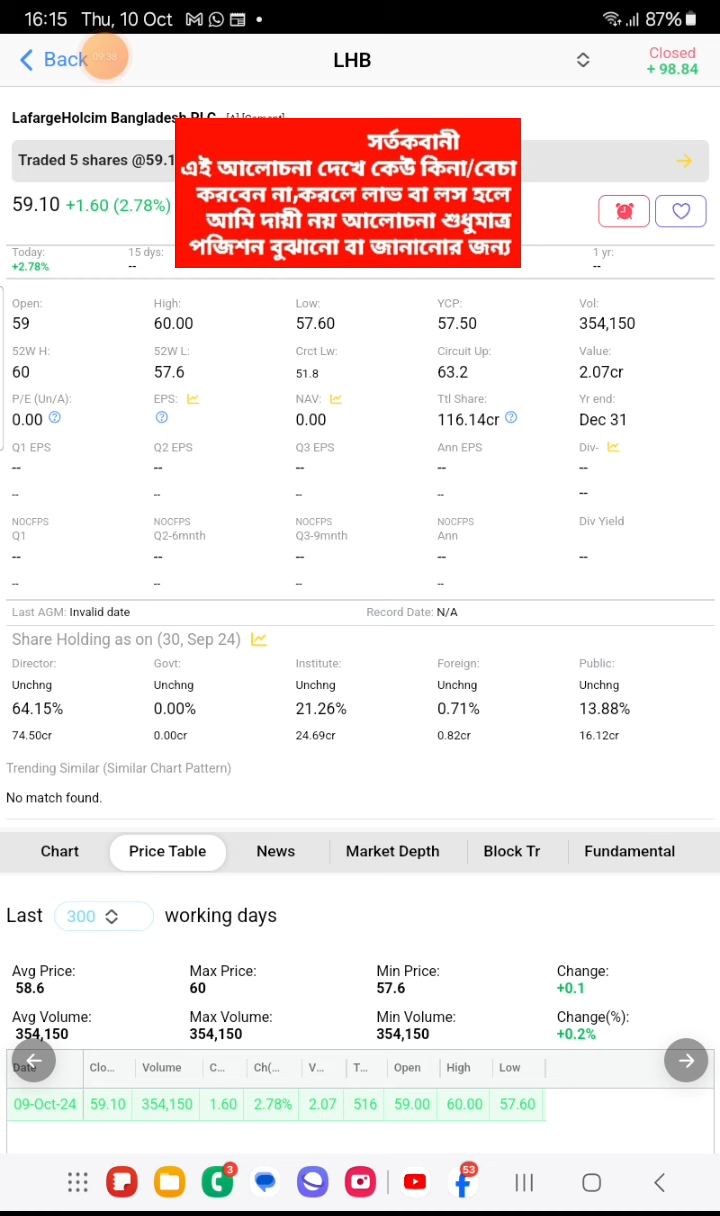 16:15 Thu, 10 Oct 87%
Back 09:38 LHB Closed
+ 98.84
LafargeHolcim Bangladesh PLC [A] [Cement]
Traded 5 shares @59.1
সর্তকবানী
এই আলোচনা দেখে কেউ কিনা/বেচা
করবেন না,করলে লাভ বা লস হলে
আমি দায়ী নয় আলোচনা শুধুমাত্র
পজিশন বুঝানো বা জানানোর জন্য
59.10 +1.60 (2.78%)
Today: 15 dys: 1 yr:
+2.78% -- --
Open: High: Low: YCP: Vol:
59 60.00 57.60 57.50 354,150
52W H: 52W L: Crct Lw: Circuit Up: Value:
60 57.6 51.8 63.2 2.07cr
P/E (Un/A): EPS: NAV: Ttl Share: Yr end:
0.00 0.00 116.14cr Dec 31
Q1 EPS Q2 EPS Q3 EPS Ann EPS Div-
-- -- -- -- --
-- -- -- -- --
NOCFPS NOCFPS NOCFPS NOCFPS Div Yield
Q1 Q2-6mnth Q3-9mnth Ann
-- -- -- -- --
-- -- -- --
Last AGM: Invalid date Record Date: N/A
Share Holding as on (30, Sep 24)
Director: Govt: Institute: Foreign: Public:
Unchng Unchng Unchng Unchng Unchng
64.15% 0.00% 21.26% 0.71% 13.88%
74.50cr 0.00cr 24.69cr 0.82cr 16.12cr
Trending Similar (Similar Chart Pattern)
No match found.
Chart Price Table News Market Depth Block Tr Fundamental
Last 300 working days
Avg Price: Max Price: Min Price: Change:
58.6 60 57.6 +0.1
Avg Volume: Max Volume: Min Volume: Change(%):
354,150 354,150 354,150 +0.2%
Date Clo... Volume C... Ch(... V... T... Open High Low
09-Oct-24 59.10 354,150 1.60 2.78% 2.07 516 59.00 60.00 57.60
3 53